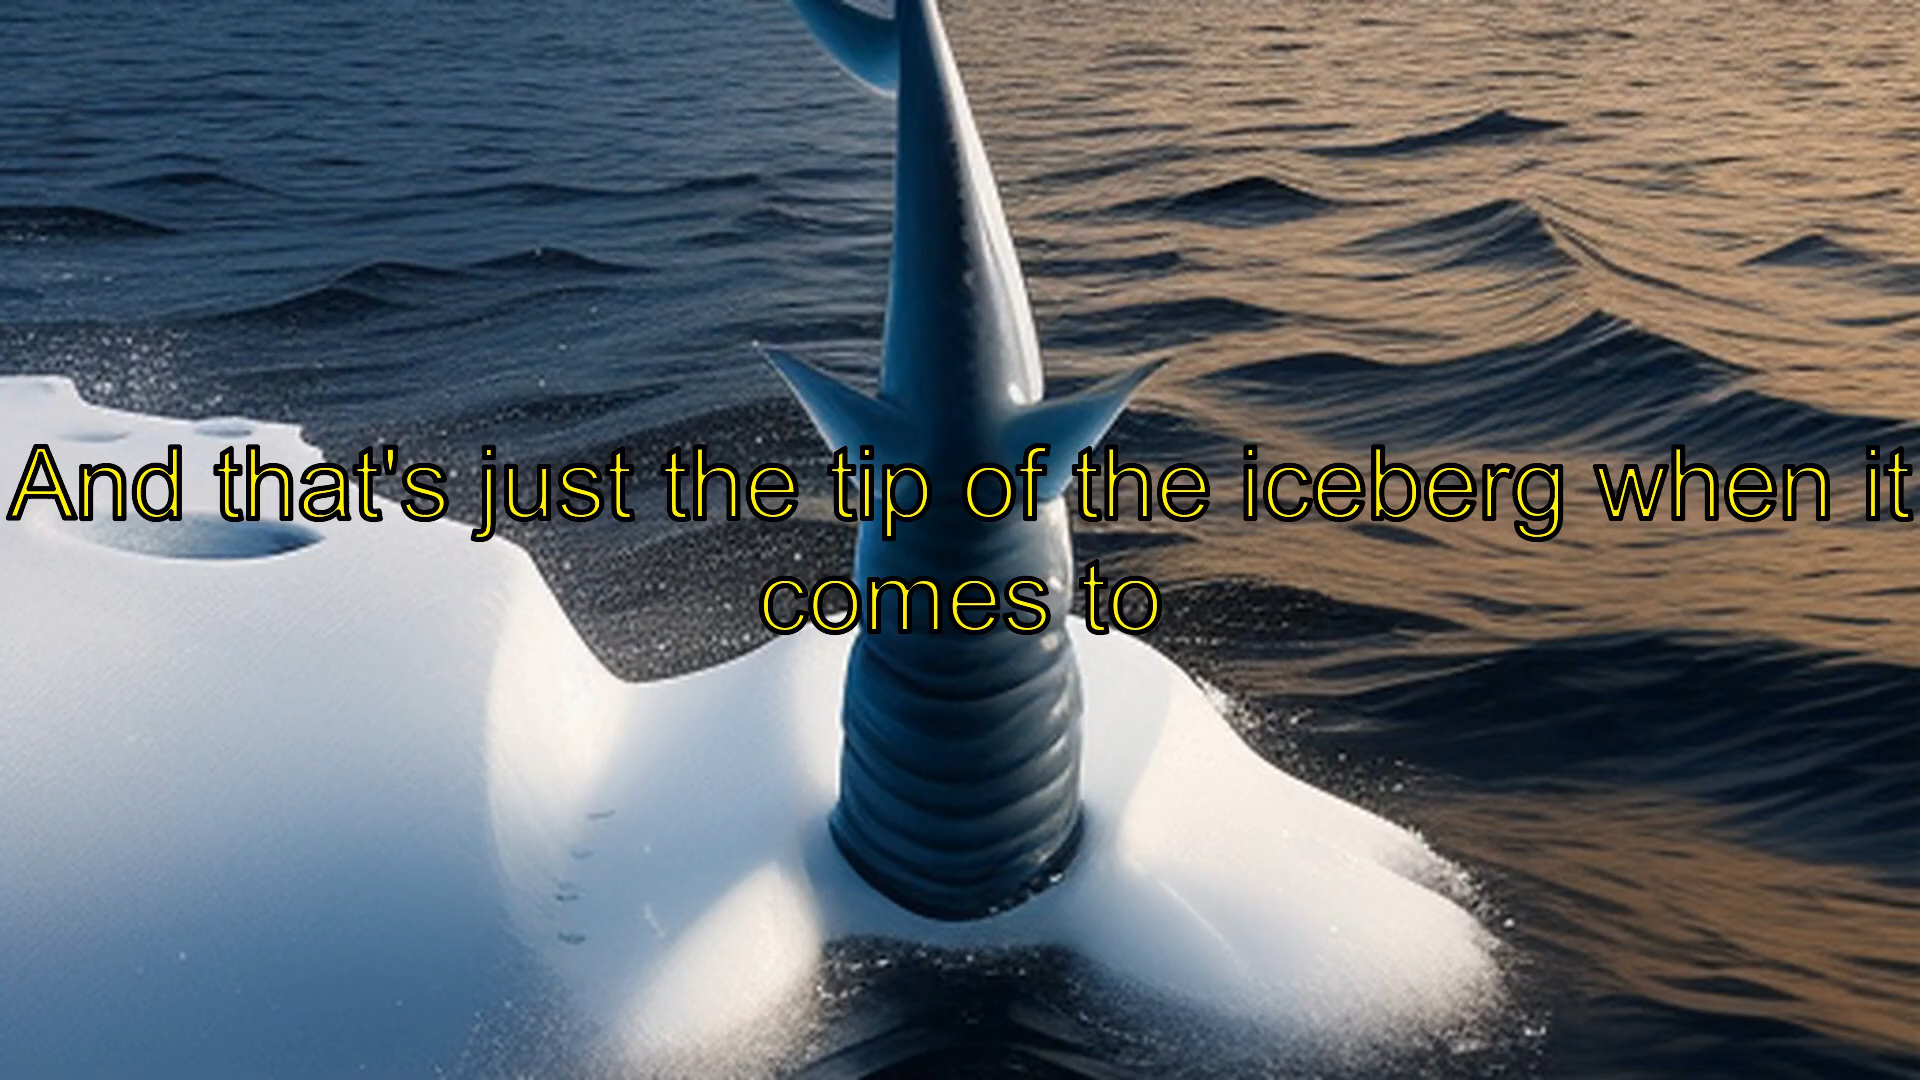 And that's just the tip of the iceberg when it
comes to